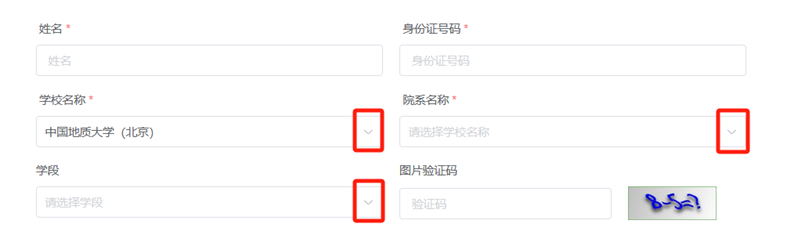 姓名 * 身份证号码 *
姓名 身份证号码
学校名称 * 院系名称 *
中国地质大学（北京） 请选择学校名称
学段 图片验证码
请选择学段 验证码 8-5=?